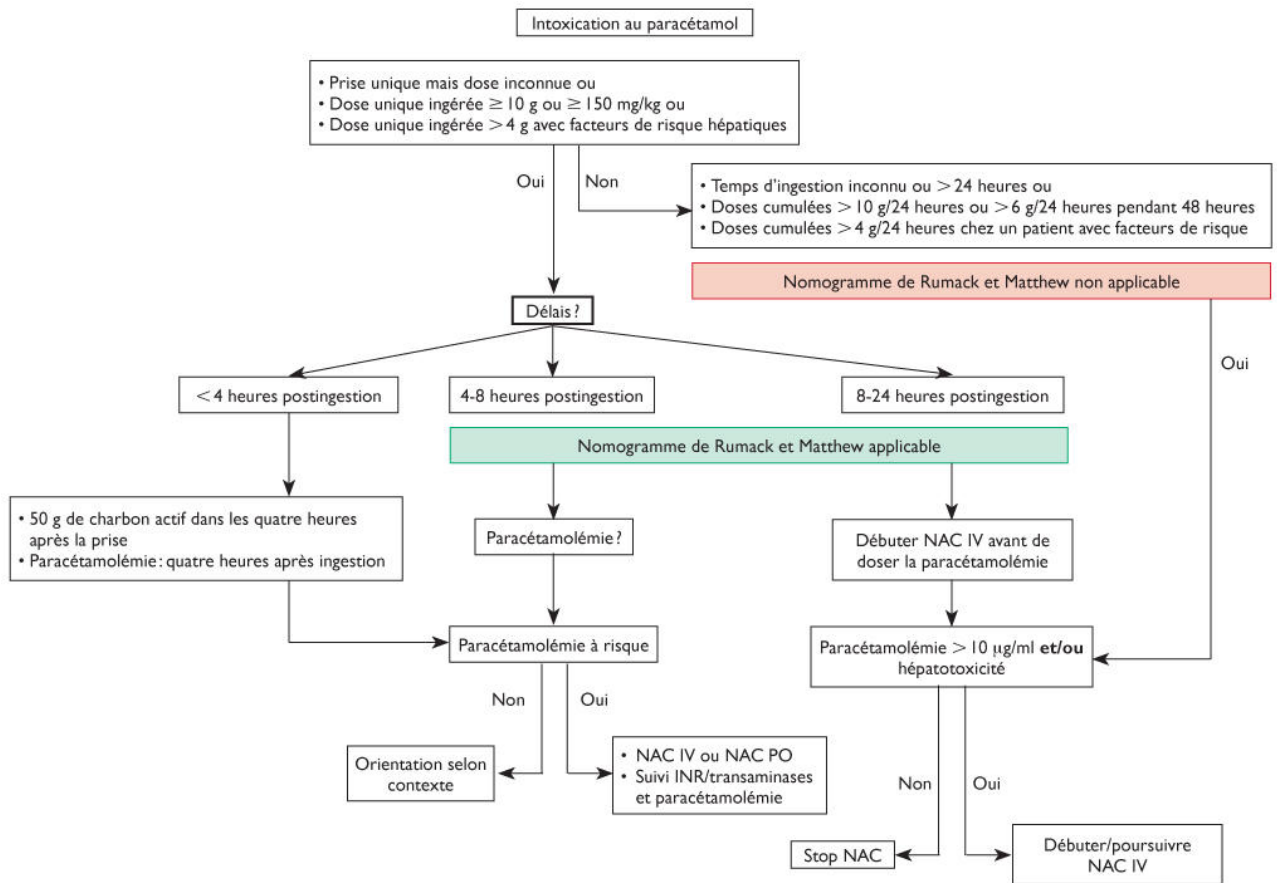 Intoxication au paracétamol
• Prise unique mais dose inconnue ou
• Dose unique ingérée ≥ 10 g ou ≥ 150 mg/kg ou
• Dose unique ingérée > 4 g avec facteurs de risque hépatiques
Oui
Non
• Temps d'ingestion inconnu ou > 24 heures ou
• Doses cumulées > 10 g/24 heures ou > 6 g/24 heures pendant 48 heures
• Doses cumulées > 4 g/24 heures chez un patient avec facteurs de risque
Nomogramme de Rumack et Matthew non applicable
Délais ?
Oui
< 4 heures postingestion
4-8 heures postingestion
8-24 heures postingestion
Nomogramme de Rumack et Matthew applicable
• 50 g de charbon actif dans les quatre heures
après la prise
• Paracétamolémie : quatre heures après ingestion
Paracétamolémie ?
Débuter NAC IV avant de
doser la paracétamolémie
Paracétamolémie à risque
Paracétamolémie > 10 µg/ml et/ou
hépatotoxicité
Non
Oui
Orientation selon
contexte
• NAC IV ou NAC PO
• Suivi INR/transaminases
et paracétamolémie
Non
Oui
Stop NAC
Débuter/poursuivre
NAC IV